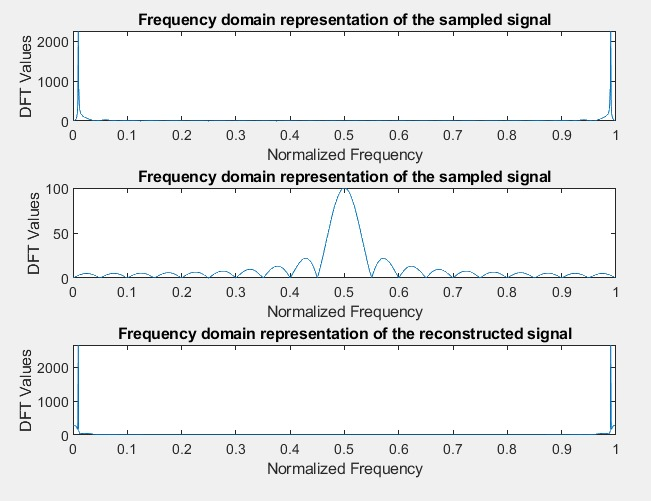 Frequency domain representation of the sampled signal
DFT Values
2000
1000
0
0 0.1 0.2 0.3 0.4 0.5 0.6 0.7 0.8 0.9 1
Normalized Frequency
Frequency domain representation of the sampled signal
DFT Values
100
50
0
0 0.1 0.2 0.3 0.4 0.5 0.6 0.7 0.8 0.9 1
Normalized Frequency
Frequency domain representation of the reconstructed signal
DFT Values
2000
1000
0
0 0.1 0.2 0.3 0.4 0.5 0.6 0.7 0.8 0.9 1
Normalized Frequency